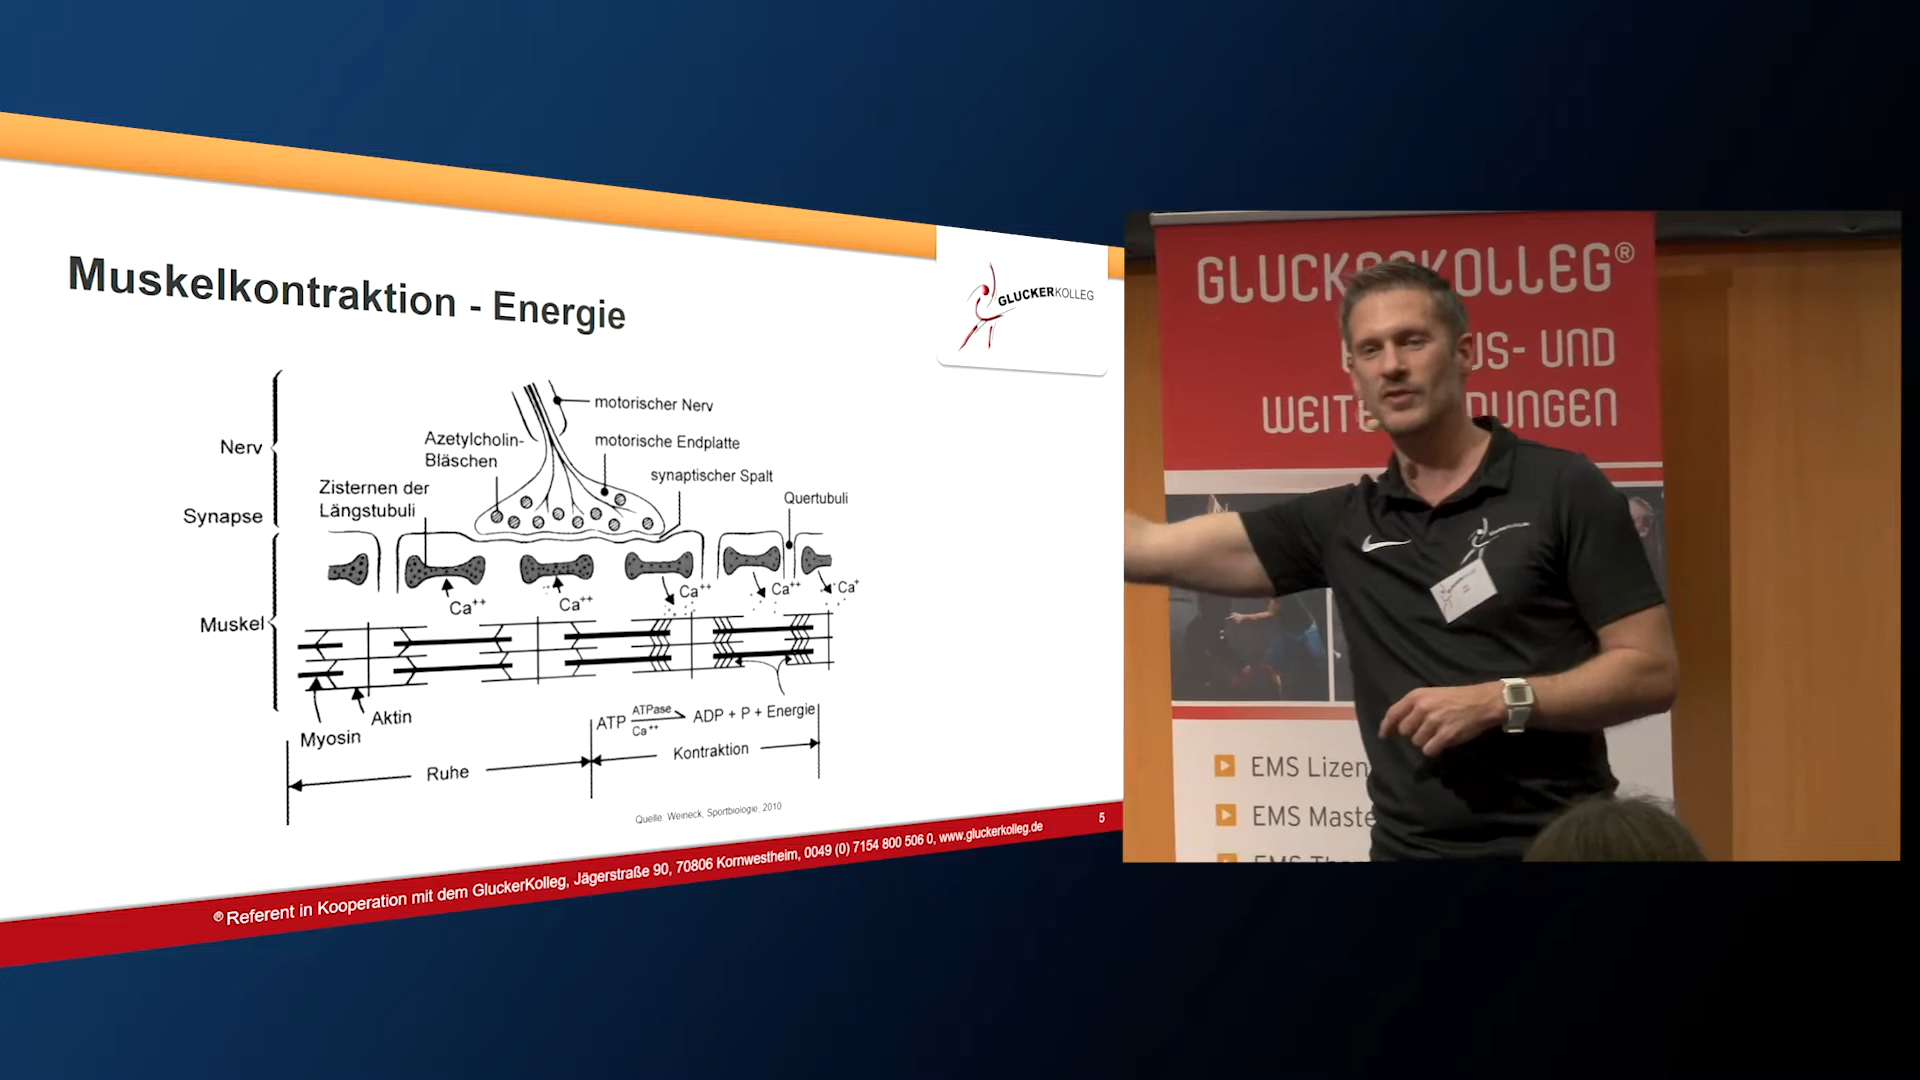 Muskelkontraktion - Energie
GLUCKERKOLLEG
Nerv
Synapse
Muskel
motorischer Nerv
Azetylcholin-
Bläschen
motorische Endplatte
synaptischer Spalt
Zisternen der
Längstubuli
Quertubuli
Ca++
Ca++
Ca++
Ca++
Ca+
Aktin
Myosin
ATP ATPase Ca++ ADP + P + Energie
Ruhe
Kontraktion
Quelle: Weineck, Sportbiologie, 2010
5
® Referent in Kooperation mit dem GluckerKolleg, Jägerstraße 90, 70806 Kornwestheim, 0049 (0) 7154 800 506 0, www.gluckerkolleg.de
GLUCKERKOLLEG®
US- UND
WEITE DUNGEN
EMS Lizen
EMS Maste
EMS The